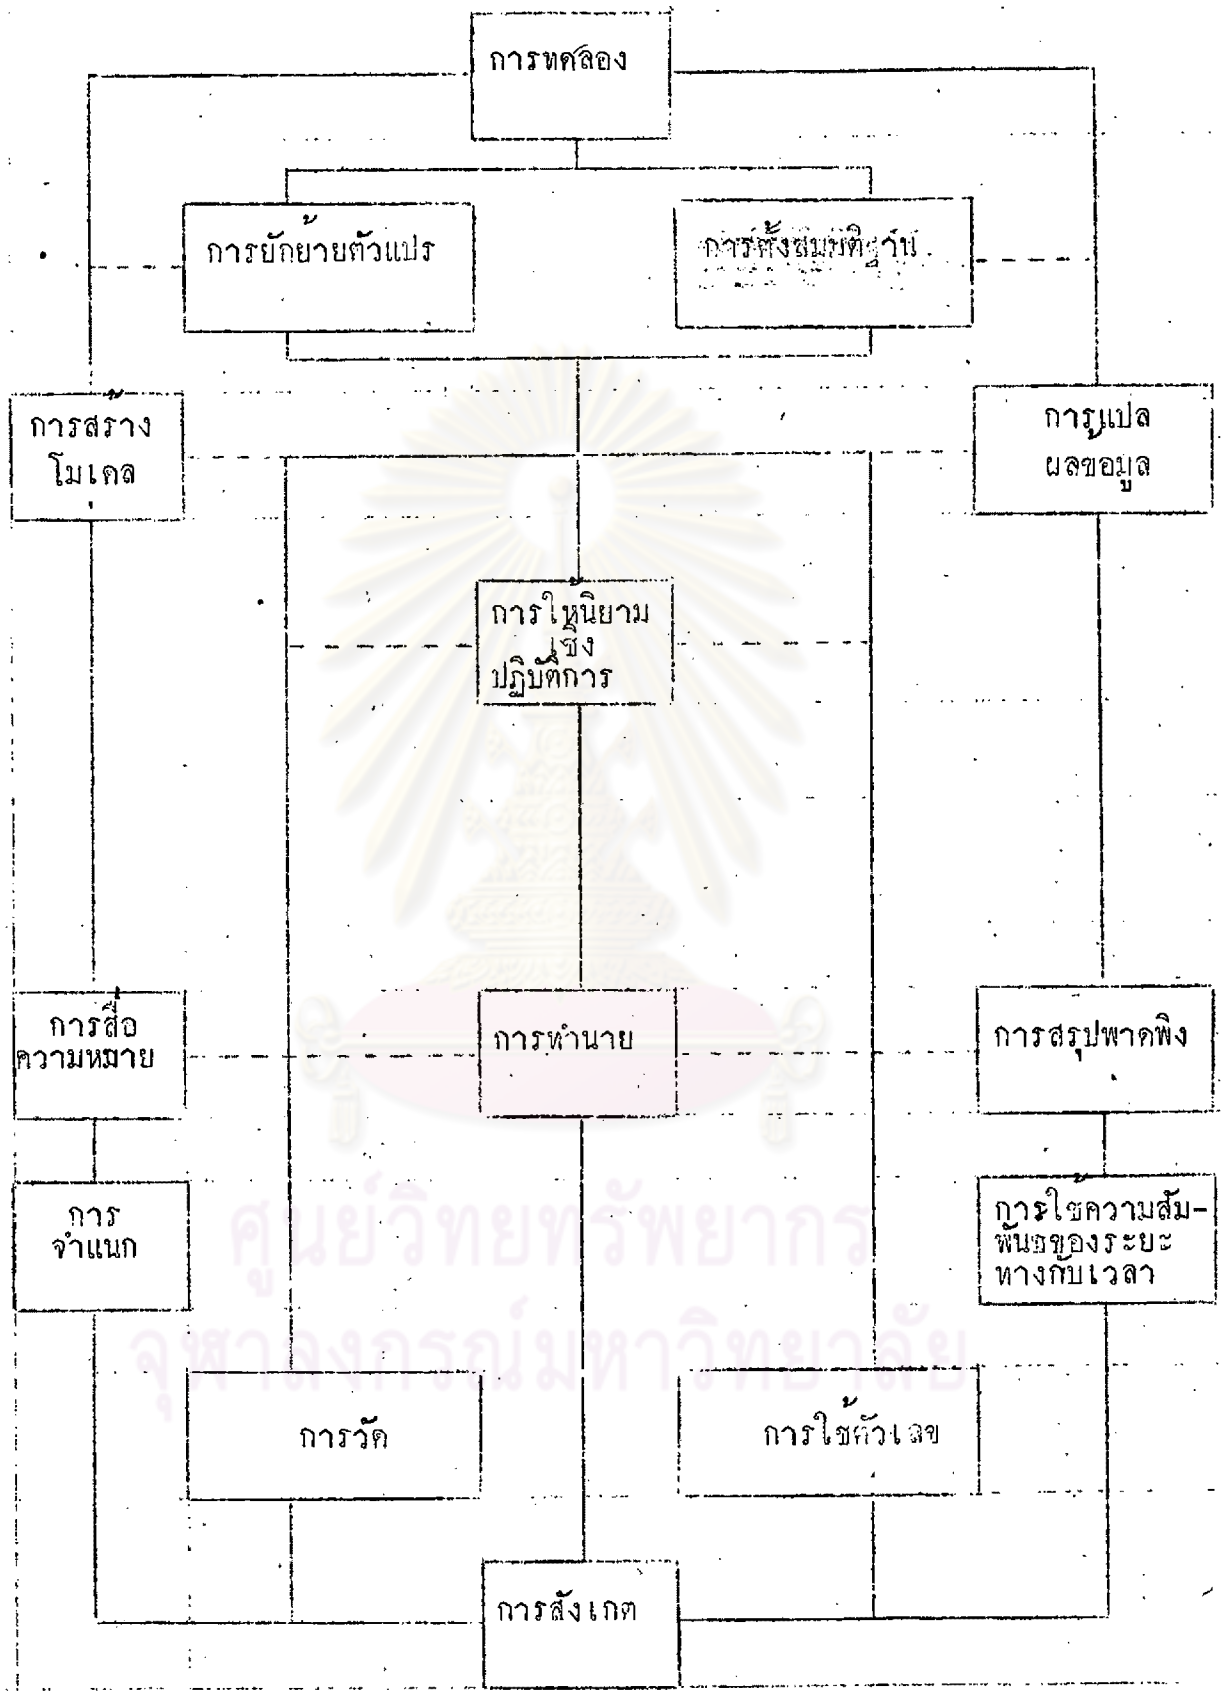 การทดลอง
การยักย้ายตัวแปร
การตั้งสมมติฐาน
การสร้าง
โมเดล
การแปล
ผลข้อมูล
การให้นิยาม
เชิง
ปฏิบัติการ
การสื่อ
ความหมาย
การทำนาย
การสรุปพาดพิง
การ
จำแนก
การใช้ความสัม-
พันธของระยะ
ทางกับเวลา
ศูนย์วิทยทรัพยากร
จุฬาลงกรณ์มหาวิทยาลัย
การวัด
การใช้ตัวเลข
การสังเกต